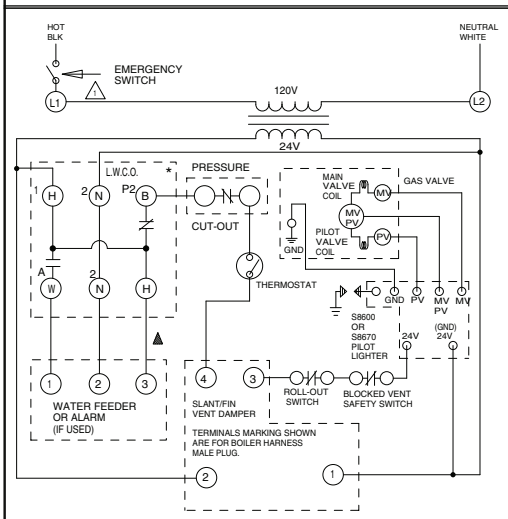 HOT
BLK
NEUTRAL
WHITE
EMERGENCY
SWITCH
1
L1
120V
L2
24V
L.W.C.O.
*
PRESSURE
CUT-OUT
1
H
2
N
P2
B
A
W
2
N
H
MAIN
VALVE
COIL
MV
GAS VALVE
MV
PV
PILOT
VALVE
COIL
PV
GND
THERMOSTAT
GND
PV
MV
PV
MV
S8600
OR
S8670
PILOT
LIGHTER
24V
(GND)
24V
1
2
3
WATER FEEDER
OR ALARM
(IF USED)
4
3
SLANT/FIN
VENT DAMPER
ROLL-OUT
SWITCH
BLOCKED VENT
SAFETY SWITCH
TERMINALS MARKING SHOWN
ARE FOR BOILER HARNESS
MALE PLUG.
2
1